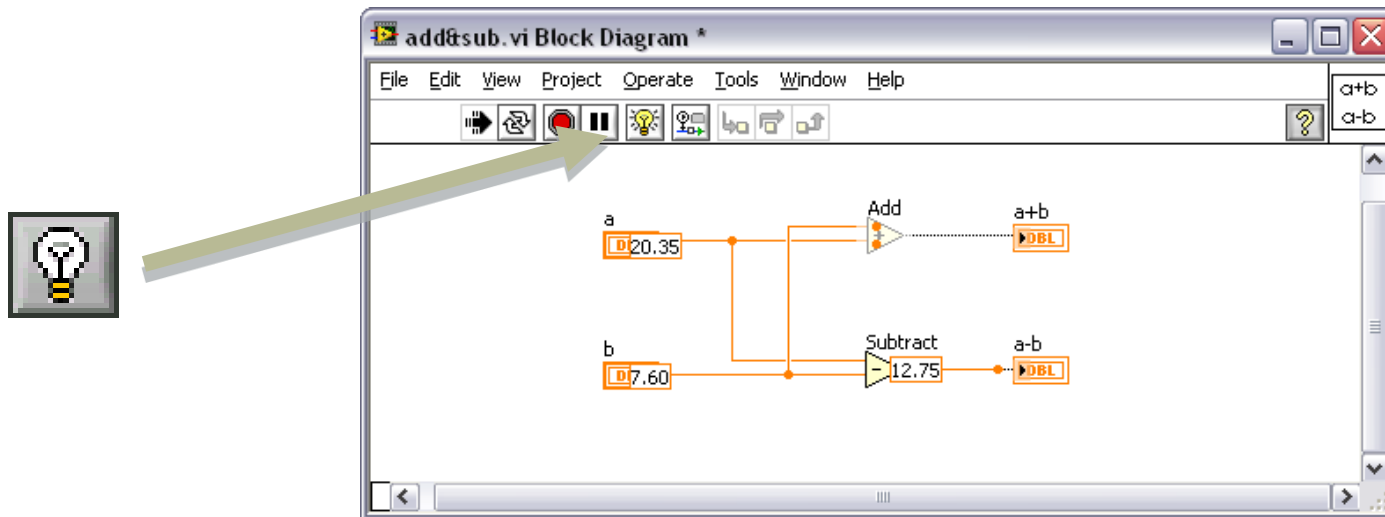 add&sub.vi Block Diagram *
File Edit View Project Operate Tools Window Help
a+b
a-b
?
a
20.35
Add
+
a+b
DBL
b
7.60
Subtract
-
12.75
a-b
DBL